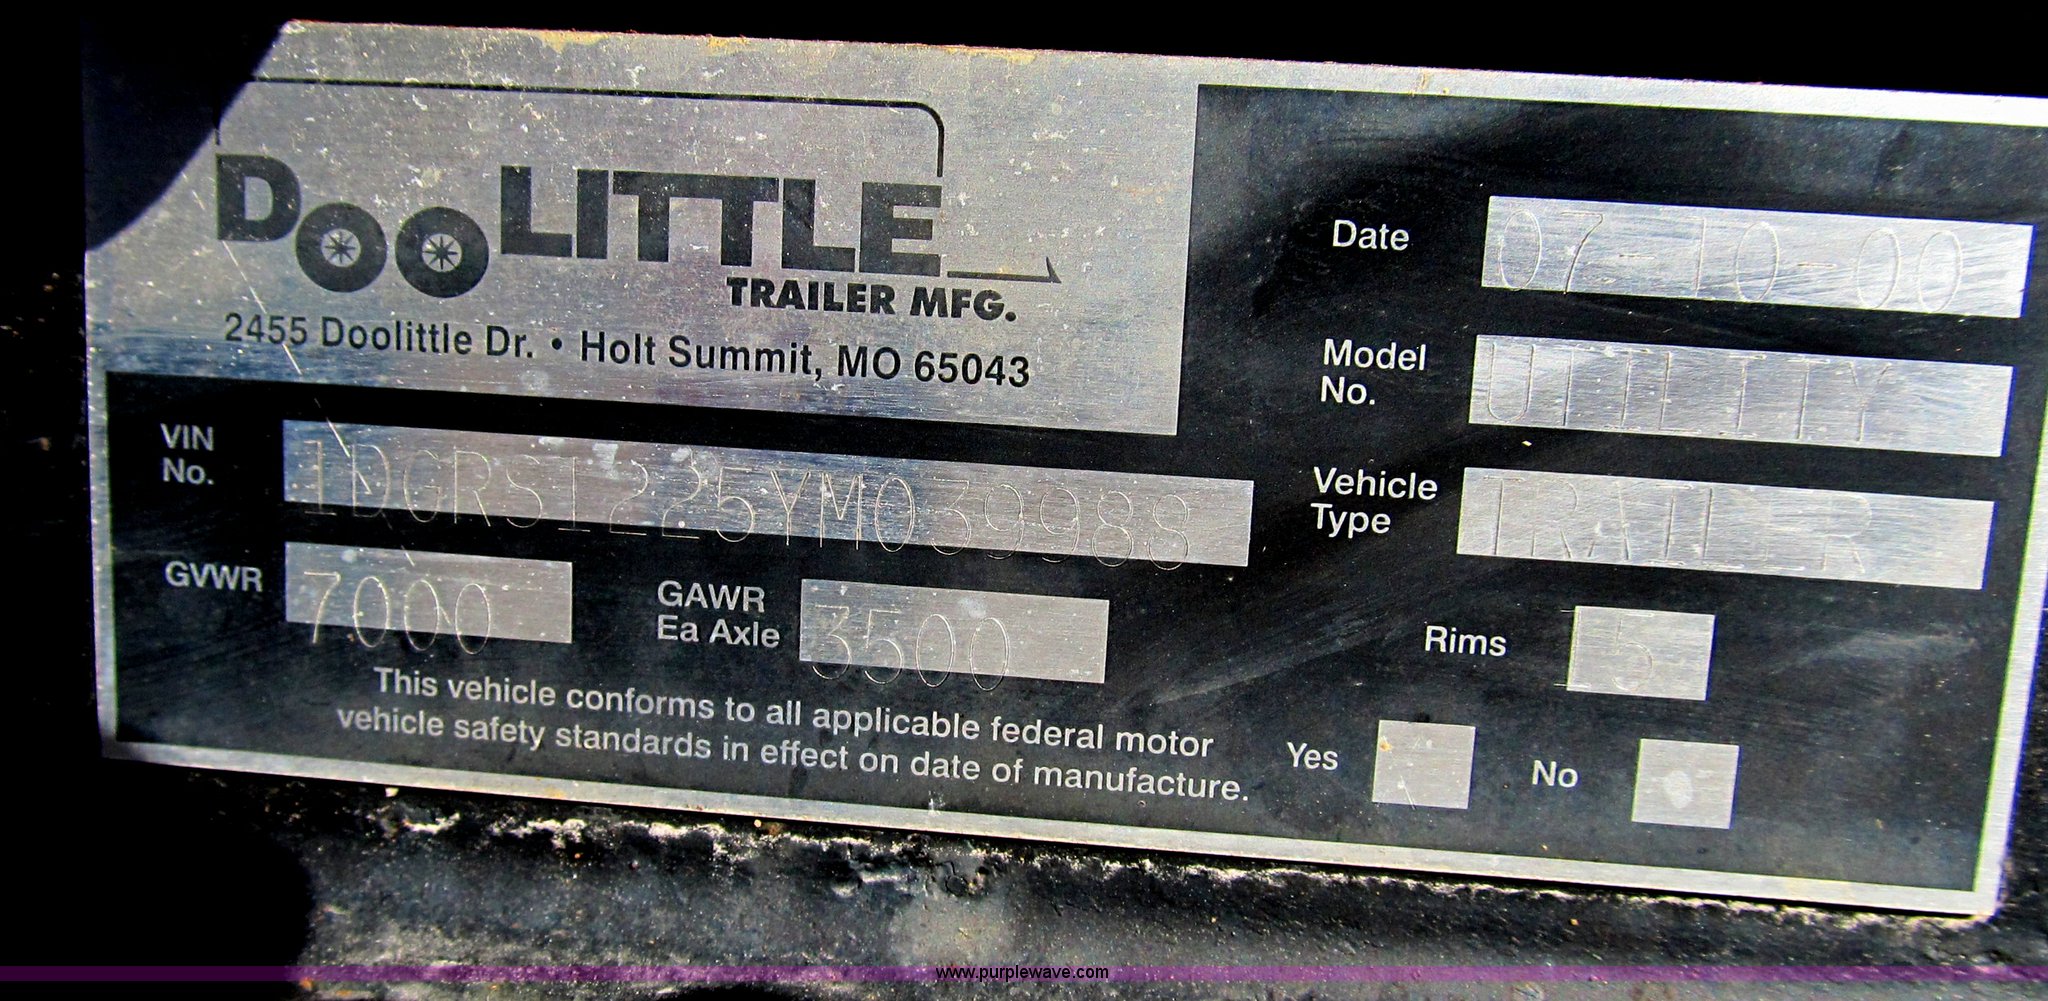 DOOLITTLE
TRAILER MFG.
2455 Doolittle Dr. • Holt Summit, MO 65043
VIN No. 1DGRS1225YM039988
GVWR 7000
GAWR Ea Axle 3500
This vehicle conforms to all applicable federal motor
vehicle safety standards in effect on date of manufacture.
Date 07-10-00
Model No. UTILITY
Vehicle Type TRAILER
Rims 15
Yes No
www.purplewave.com